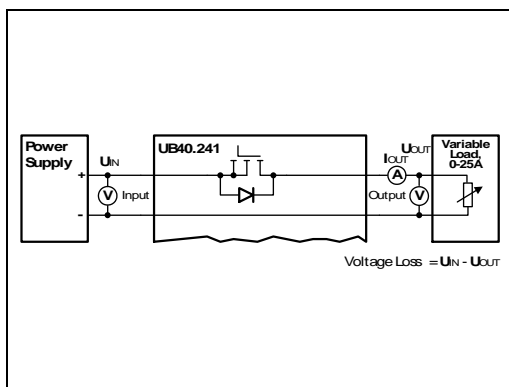 Power
Supply
+
-
UIN
V
Input
UB40.241
UOUT
IOUT
A
Output
V
Variable
Load,
0-25A
Voltage Loss = UIN - UOUT